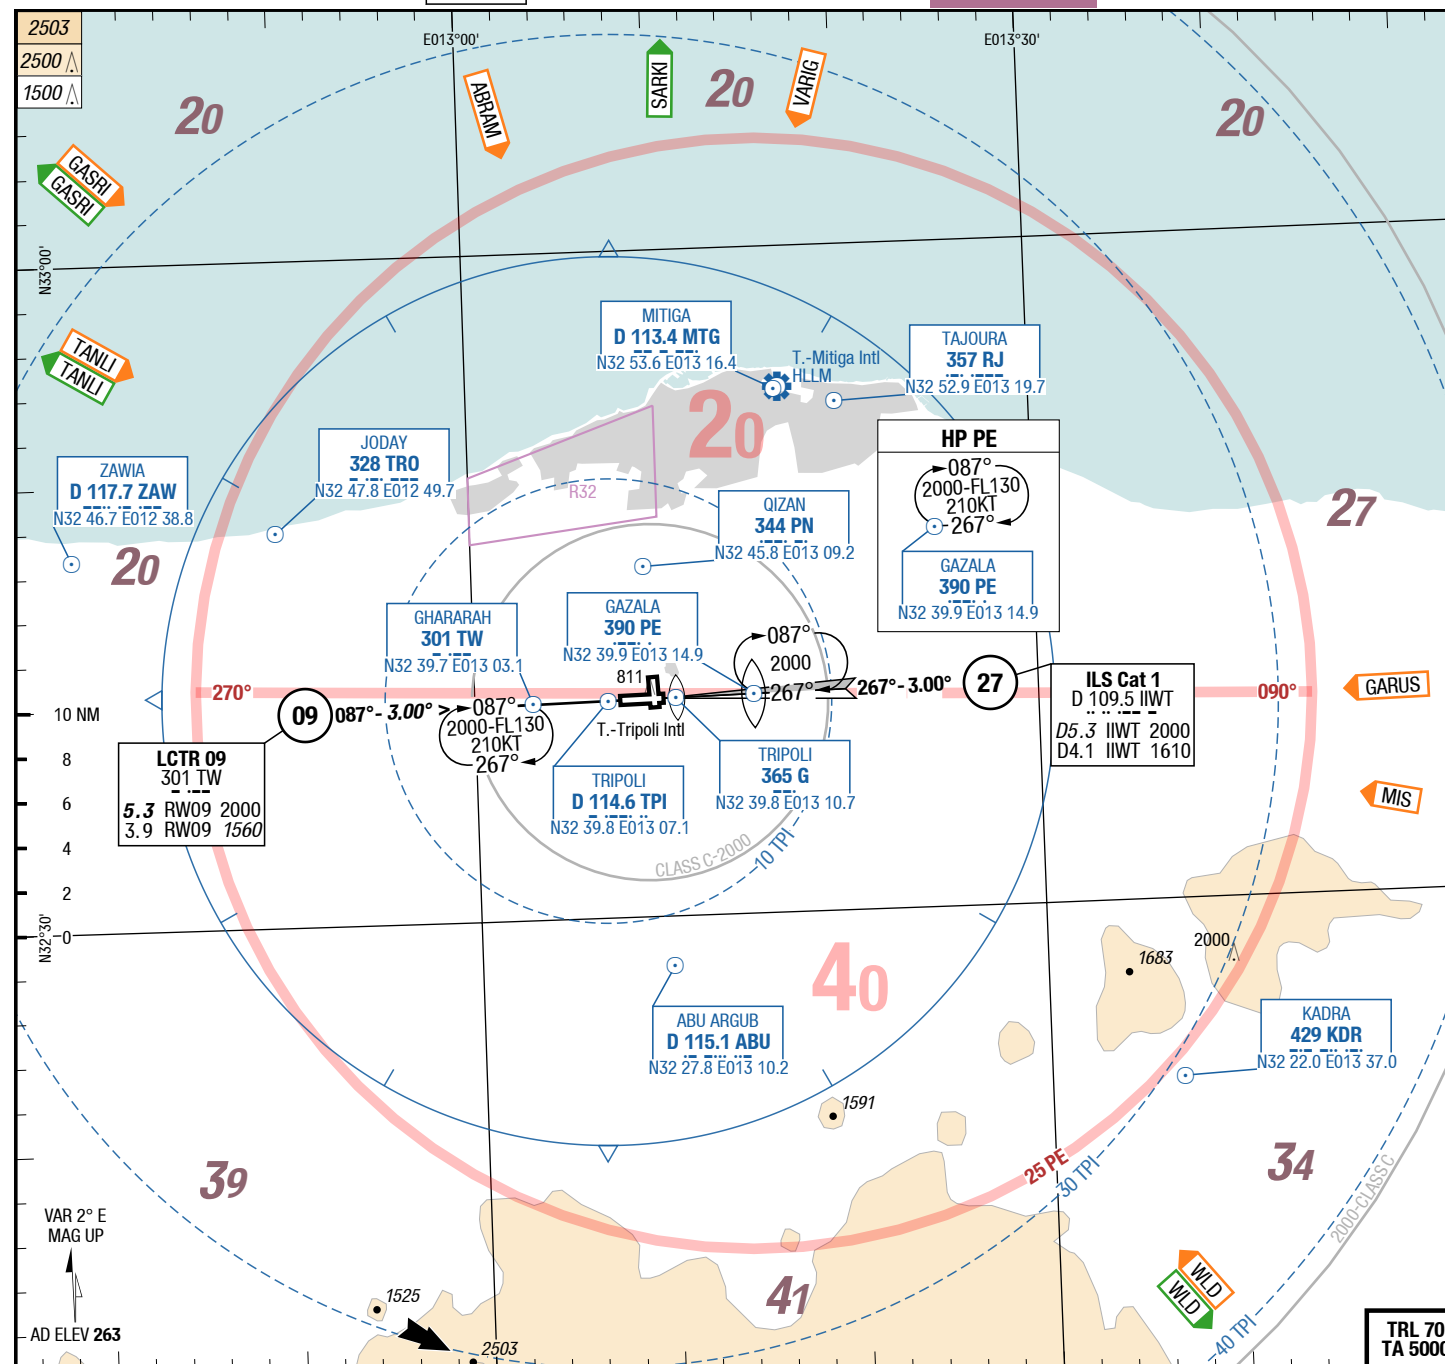 2503
2500
1500
E013°00'
E013°30'
20
20
20
ABRAM
SARKI
VARIG
GASRI
GASRI
N33°00'
TANLI
TANLI
MITIGA
D 113.4 MTG
N32 53.6 E013 16.4
T.-Mitiga Intl
HLLM
TAJOURA
357 RJ
N32 52.9 E013 19.7
20
JODAY
328 TRO
N32 47.8 E012 49.7
ZAWIA
D 117.7 ZAW
N32 46.7 E012 38.8
20
R32
QIZAN
344 PN
N32 45.8 E013 09.2
HP PE
087°
2000-FL130
210KT
267°
GAZALA
390 PE
N32 39.9 E013 14.9
27
GHARARAH
301 TW
N32 39.7 E013 03.1
GAZALA
390 PE
N32 39.9 E013 14.9
087°
2000
267°
267°- 3.00°
27
ILS Cat 1
D 109.5 IIWT
D5.3 IIWT 2000
D4.1 IIWT 1610
090°
GARUS
MIS
270°
09
087°- 3.00° >
087°
2000-FL130
210KT
267°
811
T.-Tripoli Intl
10 NM
8
6
4
2
0
LCTR 09
301 TW
5.3 RW09 2000
3.9 RW09 1560
TRIPOLI
D 114.6 TPI
N32 39.8 E013 07.1
TRIPOLI
365 G
N32 39.8 E013 10.7
CLASS C-2000
10 TPI
N32°30'
40
2000
1683
ABU ARGUB
D 115.1 ABU
N32 27.8 E013 10.2
KADRA
429 KDR
N32 22.0 E013 37.0
1591
25 PE
30 TPI
34
2000-CLASS C
39
VAR 2° E
MAG UP
AD ELEV 263
1525
2503
41
WLD
WLD
40 TPI
TRL 70
TA 5000